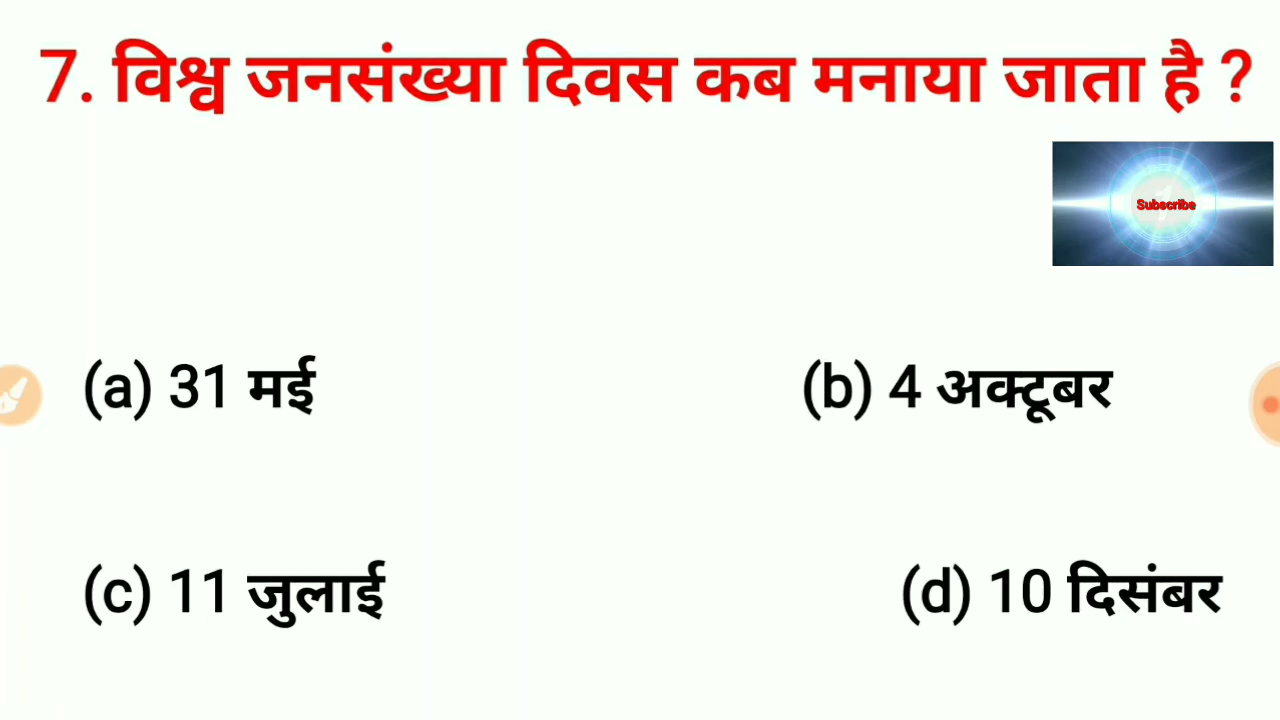 7. विश्व जनसंख्या दिवस कब मनाया जाता है ?
Subscribe
(a) 31 मई
(b) 4 अक्टूबर
(c) 11 जुलाई
(d) 10 दिसंबर